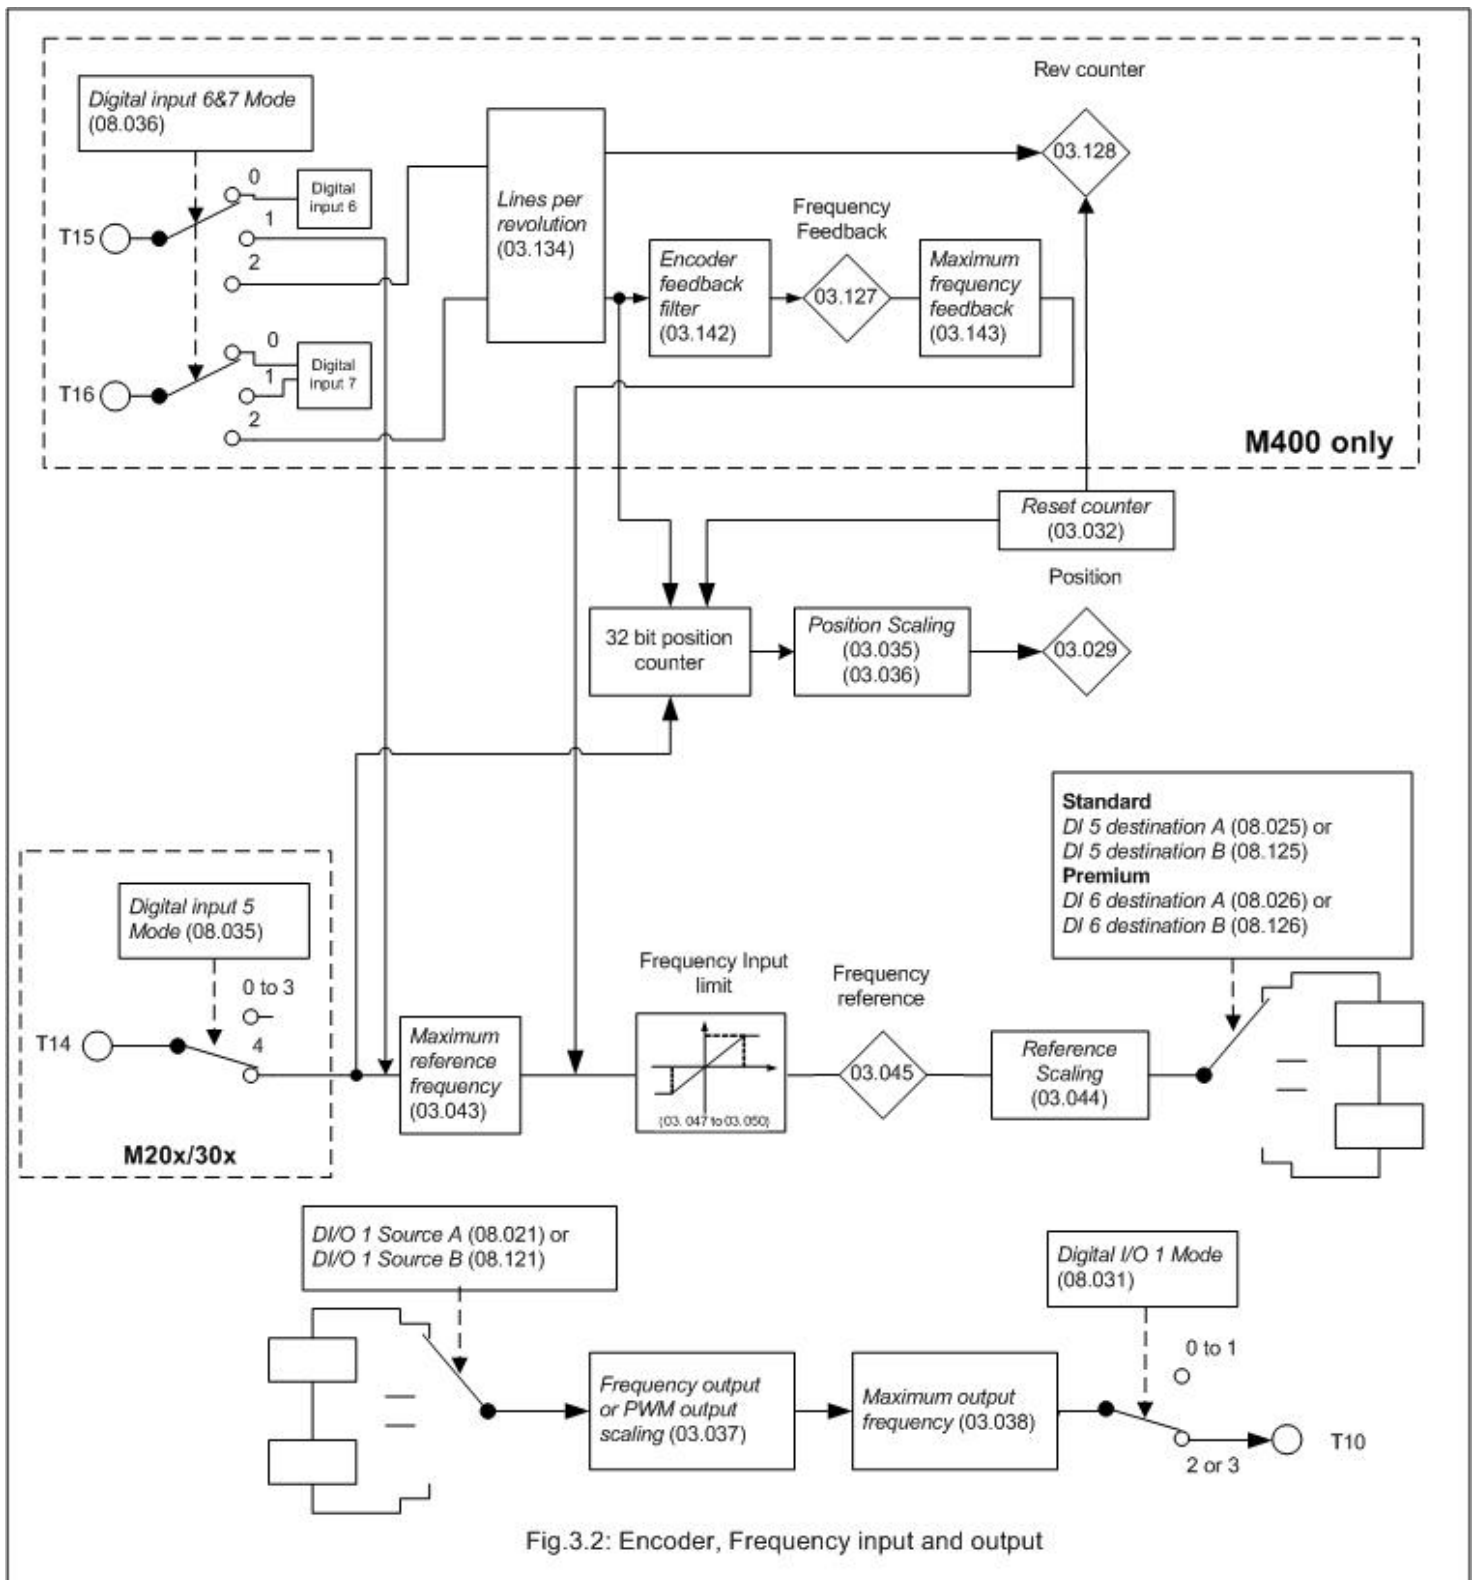 Rev counter
Digital input 6&7 Mode
(08.036)
03.128
0
Digital
input 6
1
T15
2
Lines per
revolution
(03.134)
Frequency
Feedback
Encoder
feedback
filter
(03.142)
03.127
Maximum
frequency
feedback
(03.143)
0
Digital
input 7
1
T16
2
M400 only
Reset counter
(03.032)
Position
32 bit position
counter
Position Scaling
(03.035)
(03.036)
03.029
Standard
DI 5 destination A (08.025) or
DI 5 destination B (08.125)
Premium
DI 6 destination A (08.026) or
DI 6 destination B (08.126)
Digital input 5
Mode (08.035)
0 to 3
T14
4
M20x/30x
Maximum
reference
frequency
(03.043)
Frequency Input
limit
(03. 047 to 03. 050)
Frequency
reference
03.045
Reference
Scaling
(03.044)
DI/O 1 Source A (08.021) or
DI/O 1 Source B (08.121)
Digital I/O 1 Mode
(08.031)
0 to 1
Frequency output
or PWM output
scaling (03.037)
Maximum output
frequency (03.038)
T10
2 or 3
Fig.3.2: Encoder, Frequency input and output